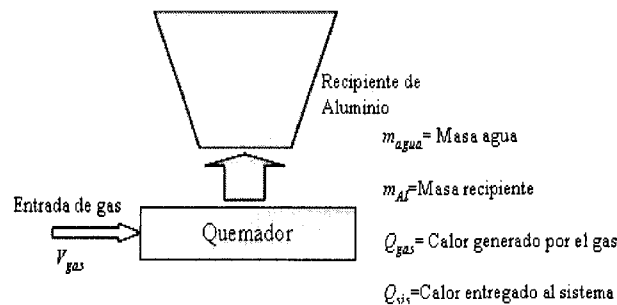 Recipiente de
Aluminio
m_agua= Masa agua
m_Al=Masa recipiente
Entrada de gas
V_gas
Quemador
Q_gas= Calor generado por el gas
Q_sis=Calor entregado al sistema